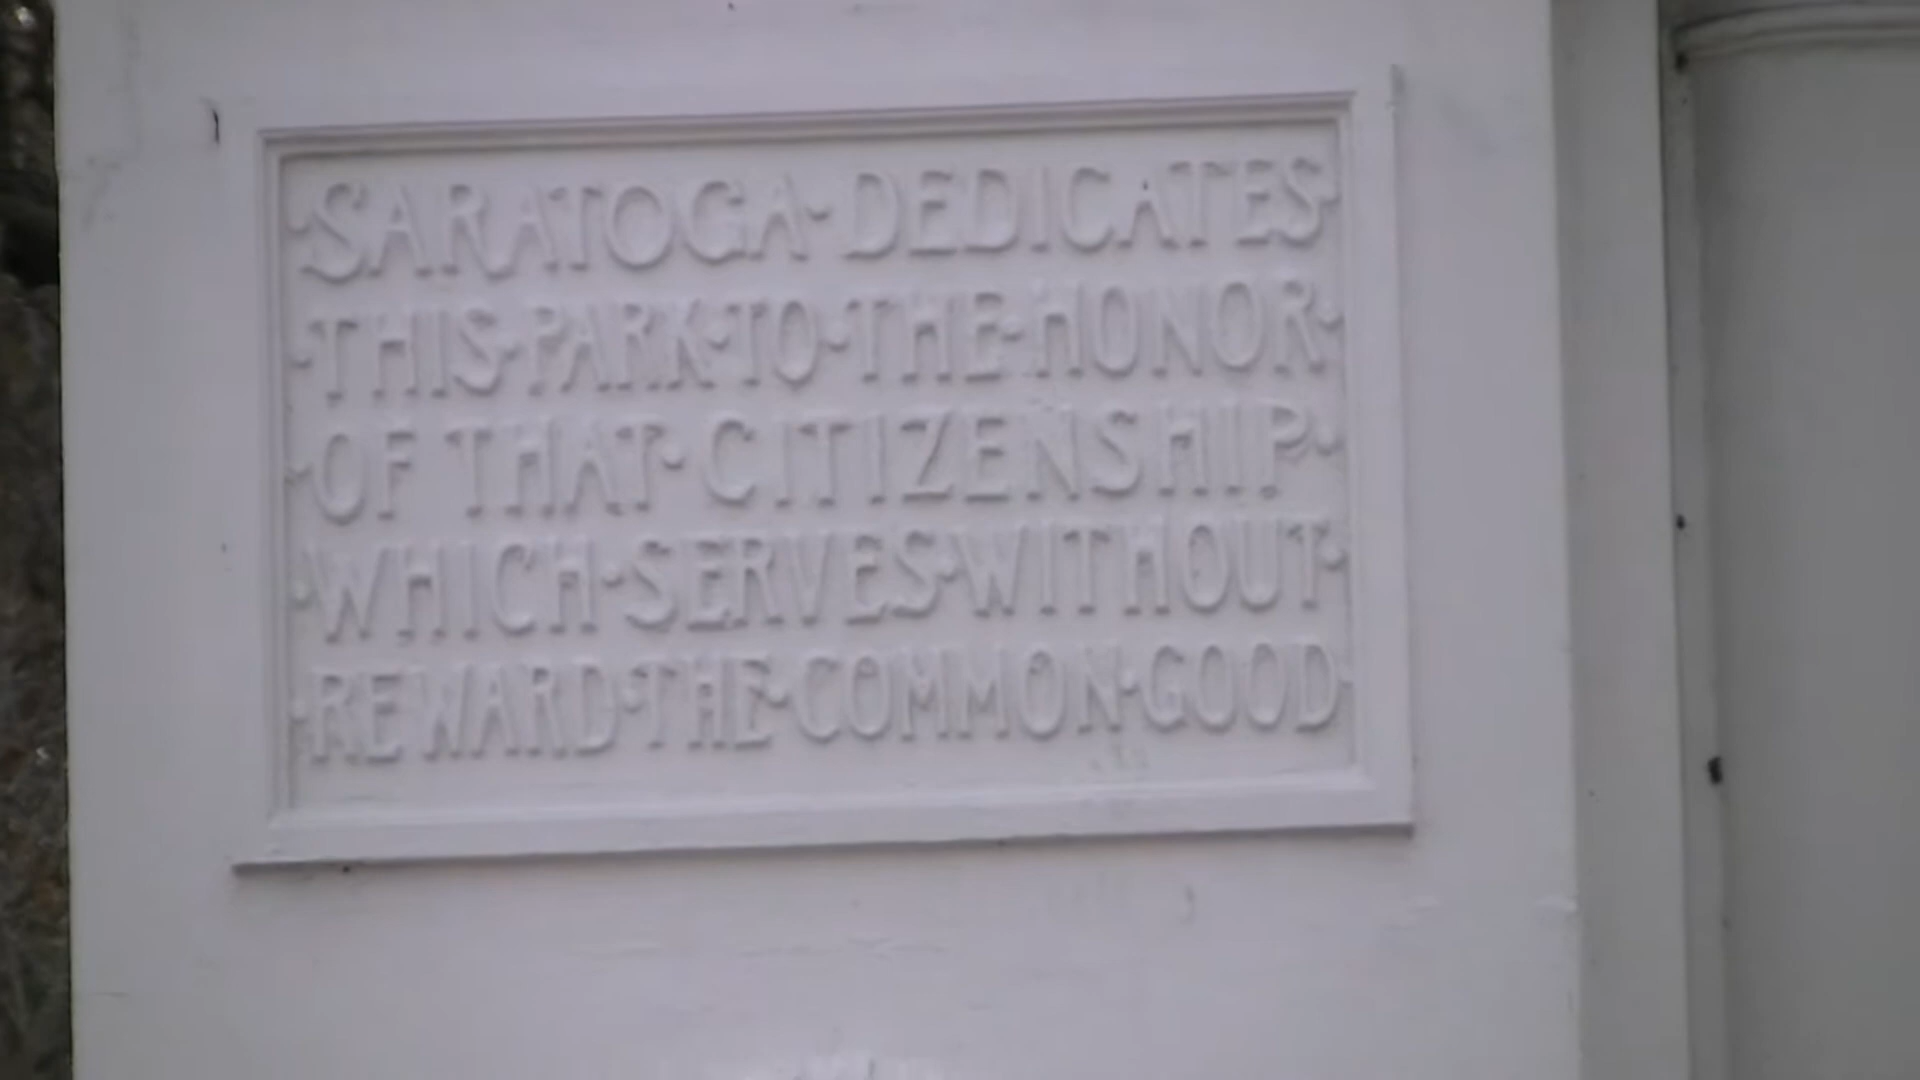 ·SARATOGA·DEDICATES·
·THIS·PARK·TO·THE·HONOR·
·OF THAT·CITIZENSHIP·
·WHICH·SERVES·WITHOUT·
·REWARD·THE·COMMON·GOOD·